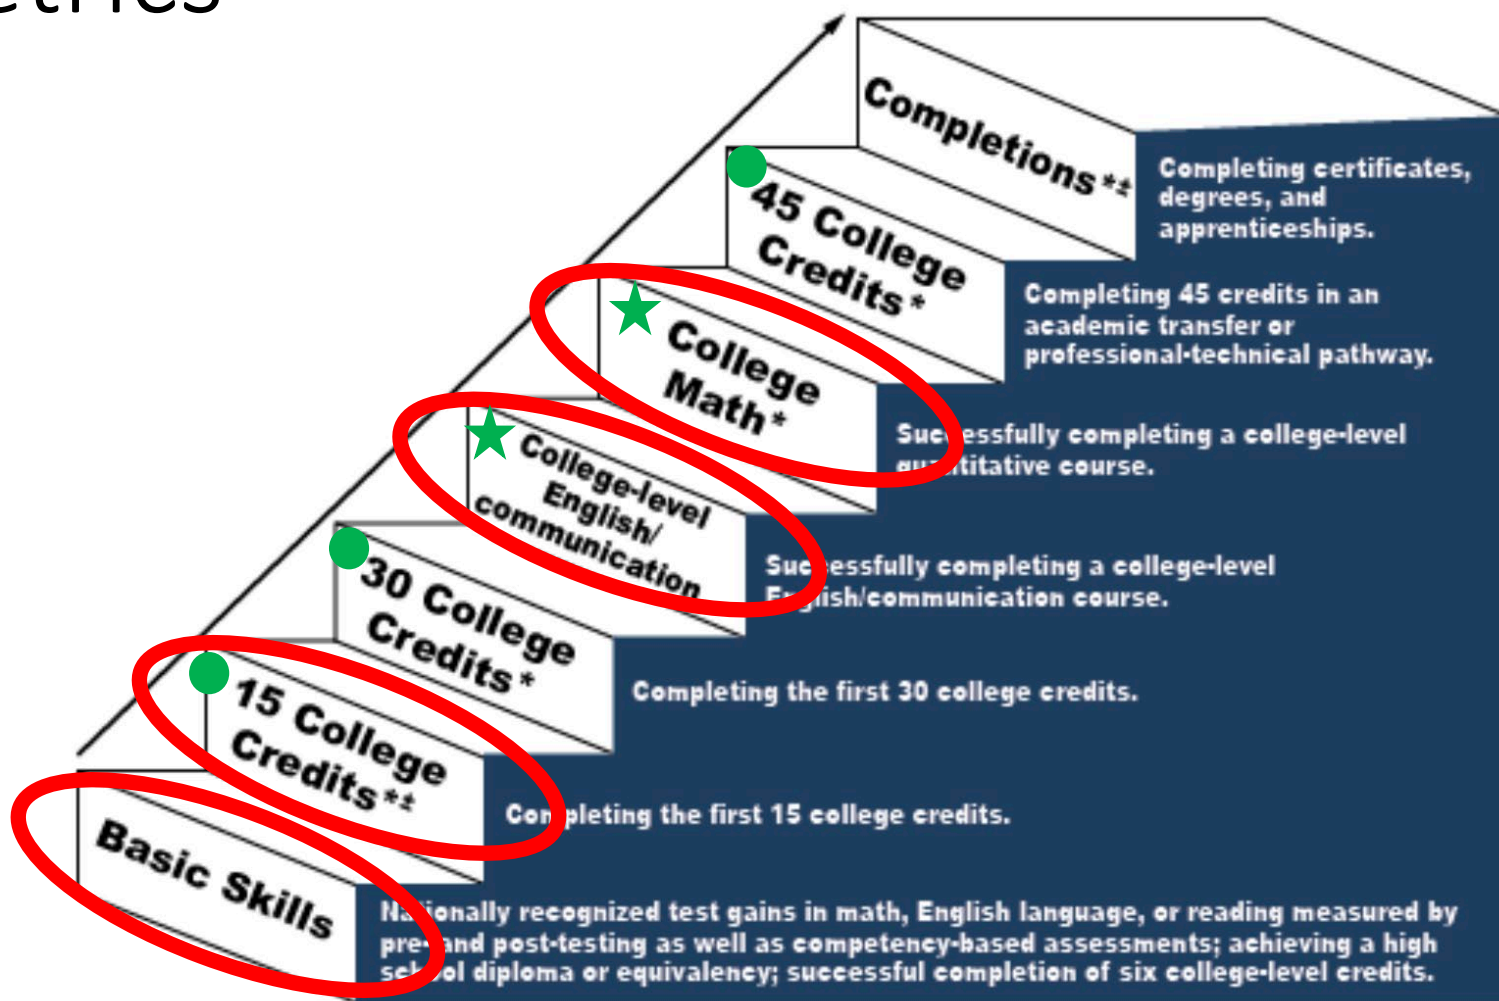 etrics
Completions*±
Completing certificates,
degrees, and
apprenticeships.
45 College
Credits*
Completing 45 credits in an
academic transfer or
professional-technical pathway.
College
Math*
Successfully completing a college-level
quantitative course.
College-level
English/
communication
Successfully completing a college-level
English/communication course.
30 College
Credits*
Completing the first 30 college credits.
15 College
Credits*±
Completing the first 15 college credits.
Basic Skills
Nationally recognized test gains in math, English language, or reading measured by
pre- and post-testing as well as competency-based assessments; achieving a high
school diploma or equivalency; successful completion of six college-level credits.